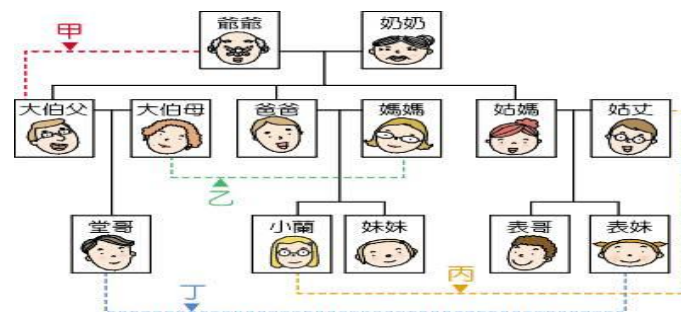 爺爺 奶奶
甲
大伯父 大伯母 爸爸 媽媽 姑媽 姑丈
乙
堂哥 小蘭 妹妹 表哥 表妹
丙
丁